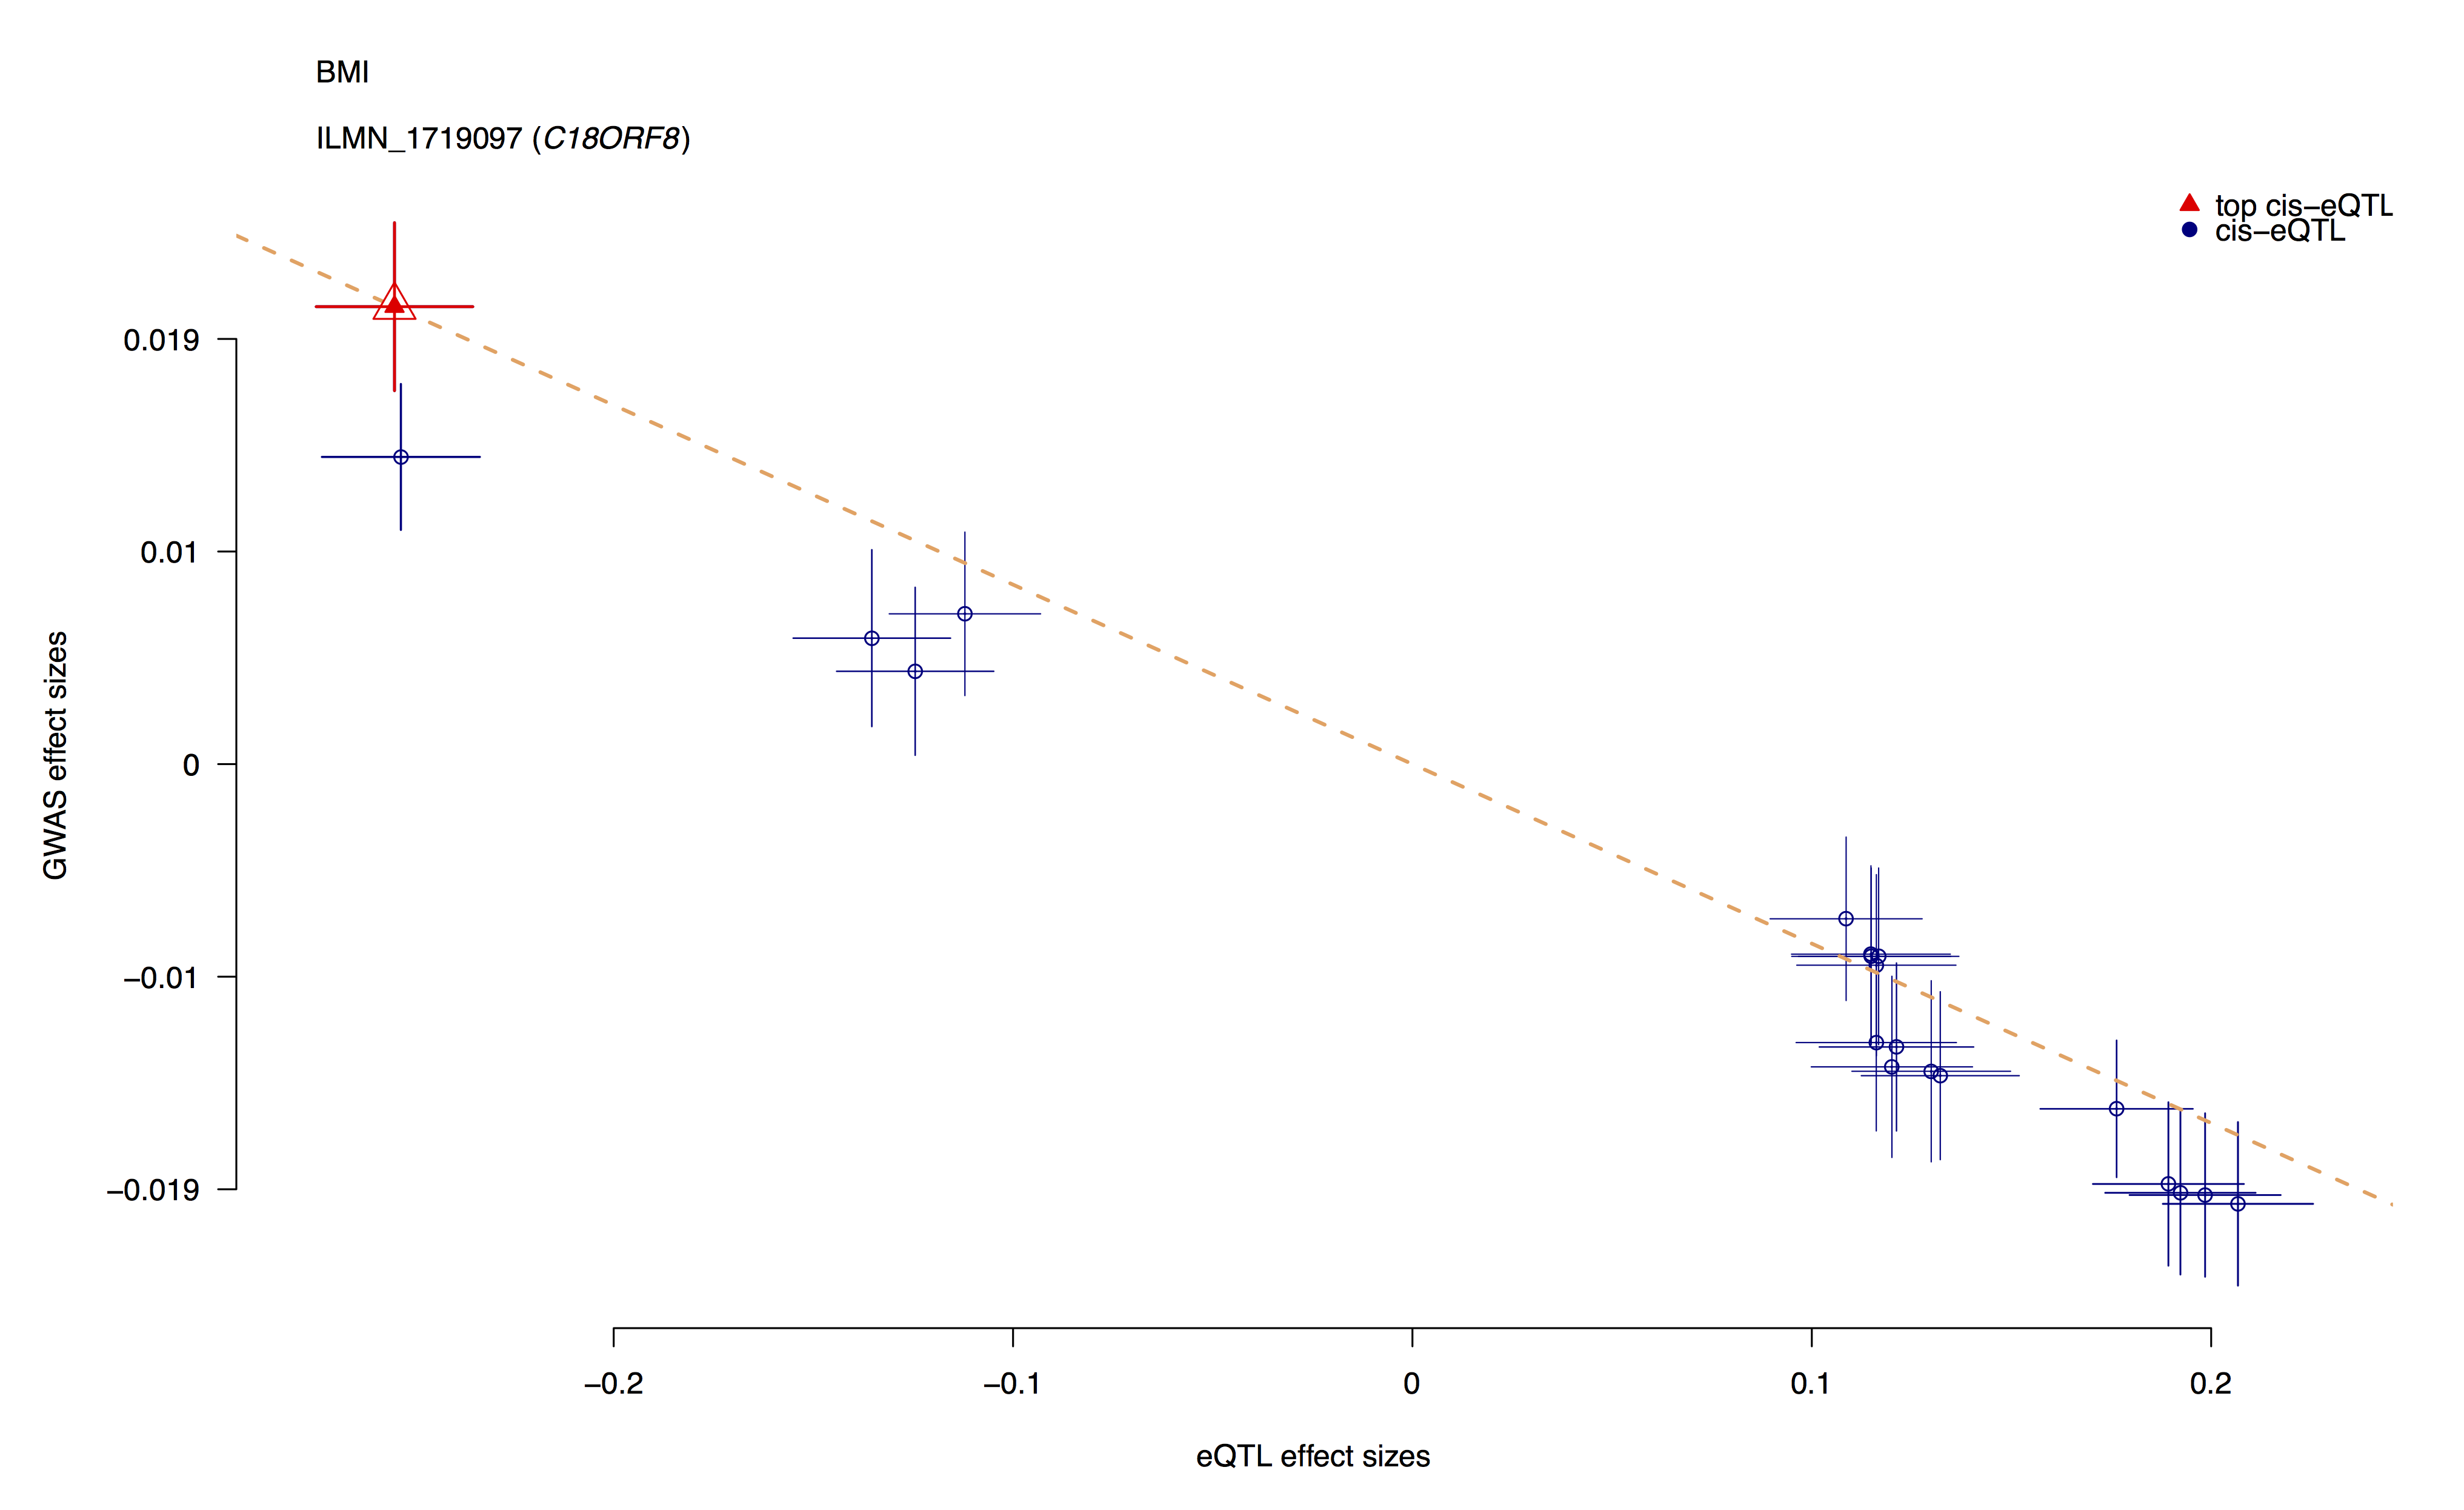 BMI
ILMN_1719097 (C18ORF8)
top cis−eQTL
cis−eQTL
0.019
0.01
0
−0.01
−0.019
GWAS effect sizes
−0.2
−0.1
0
0.1
0.2
eQTL effect sizes